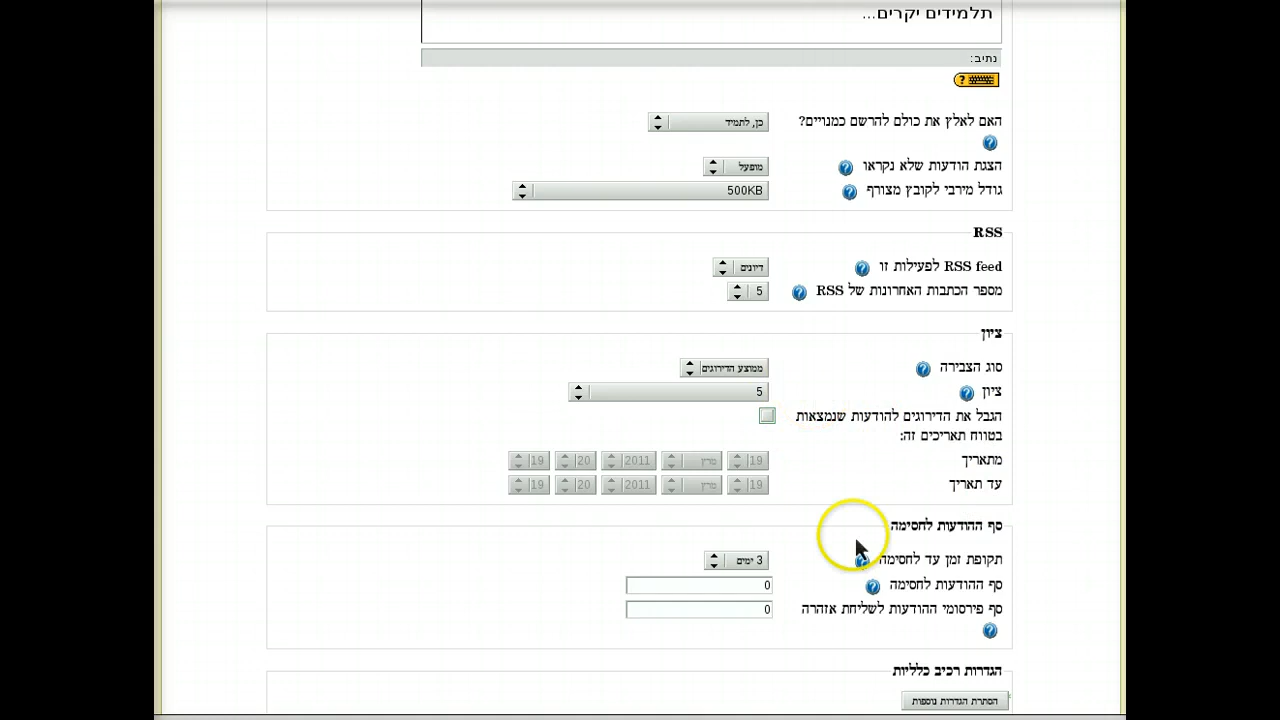 תלמידים יקרים...
נתיב:
?
האם לאלץ את כולם להרשם כמנויים? כן, לתמיד
?
הצגת הודעות שלא נקראו ? מופעל
גודל מירבי לקובץ מצורף ? 500KB
RSS
RSS feed לפעילות זו ? דיונים
מספר הכתבות האחרונות של RSS ? 5
ציון
סוג הצבירה ? ממוצע הדירוגים
ציון ? 5
הגבל את הדירוגים להודעות שנמצאות
בטווח תאריכים זה:
מתאריך 19 מרץ 2011 20 19
עד תאריך 19 מרץ 2011 20 19
סף ההודעות לחסימה
תקופת זמן עד לחסימה ? 3 ימים
סף ההודעות לחסימה ? 0
סף פירסומי ההודעות לשליחת אזהרה 0
?
הגדרות רכיב כלליות
הסתרת הגדרות נוספות